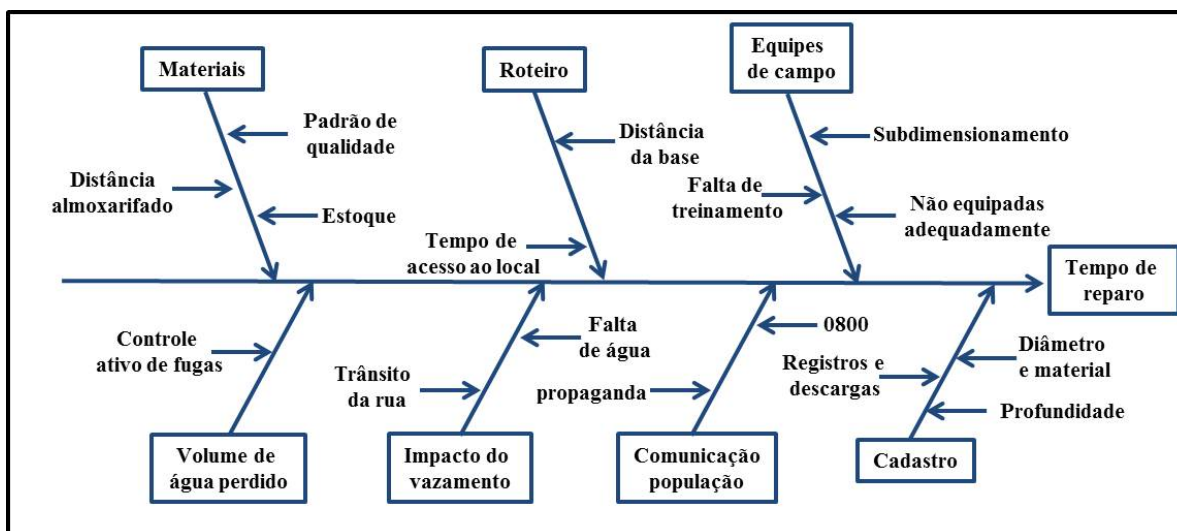 Materiais
Padrão de
qualidade
Distância
almoxarifado
Estoque
Roteiro
Distância
da base
Tempo de
acesso ao local
Equipes
de campo
Subdimensionamento
Falta de
treinamento
Não equipadas
adequadamente
Tempo de
reparo
Controle
ativo de fugas
Volume de
água perdido
Falta
de água
Trânsito
da rua
Impacto do
vazamento
0800
propaganda
Comunicação
população
Diâmetro
e material
Registros e
descargas
Profundidade
Cadastro